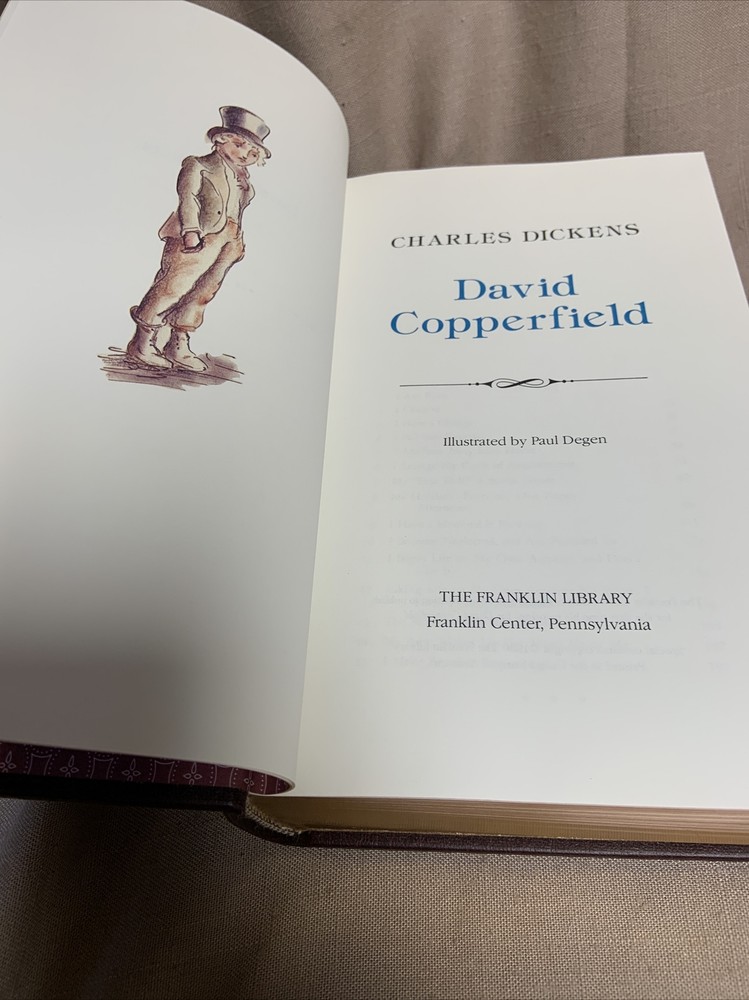 CHARLES DICKENS
David
Copperfield
Illustrated by Paul Degen
THE FRANKLIN LIBRARY
Franklin Center, Pennsylvania